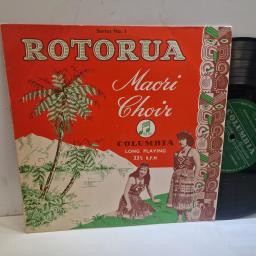 Series No. 1
ROTORUA
Maori
Choir
COLUMBIA
LONG PLAYING
33⅓ R.P.M